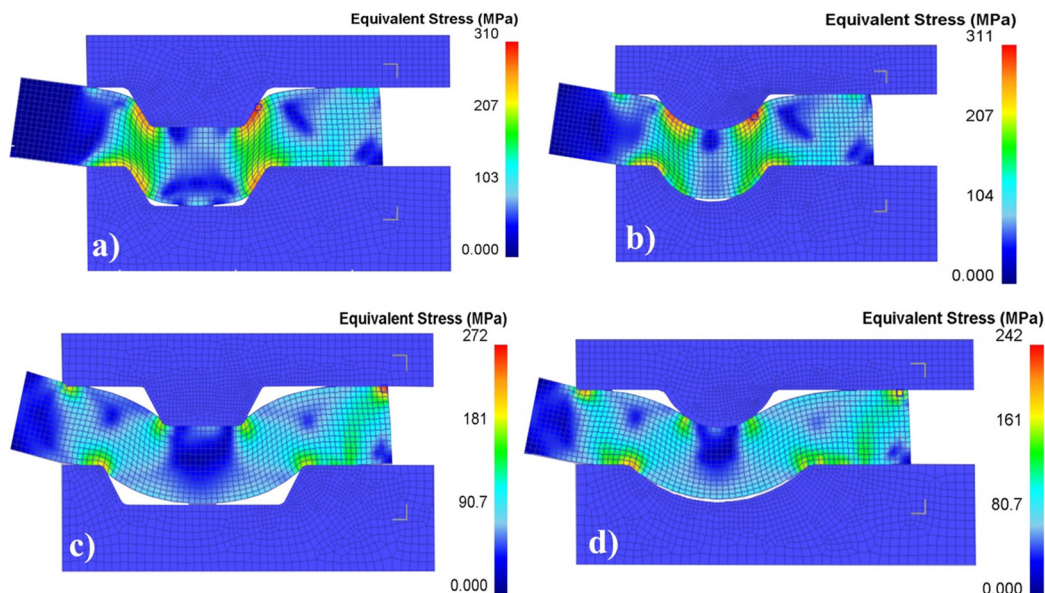 Equivalent Stress (MPa)
310
207
103
0.000
a)
Equivalent Stress (MPa)
311
207
104
0.000
b)
Equivalent Stress (MPa)
272
181
90.7
0.000
c)
Equivalent Stress (MPa)
242
161
80.7
0.000
d)